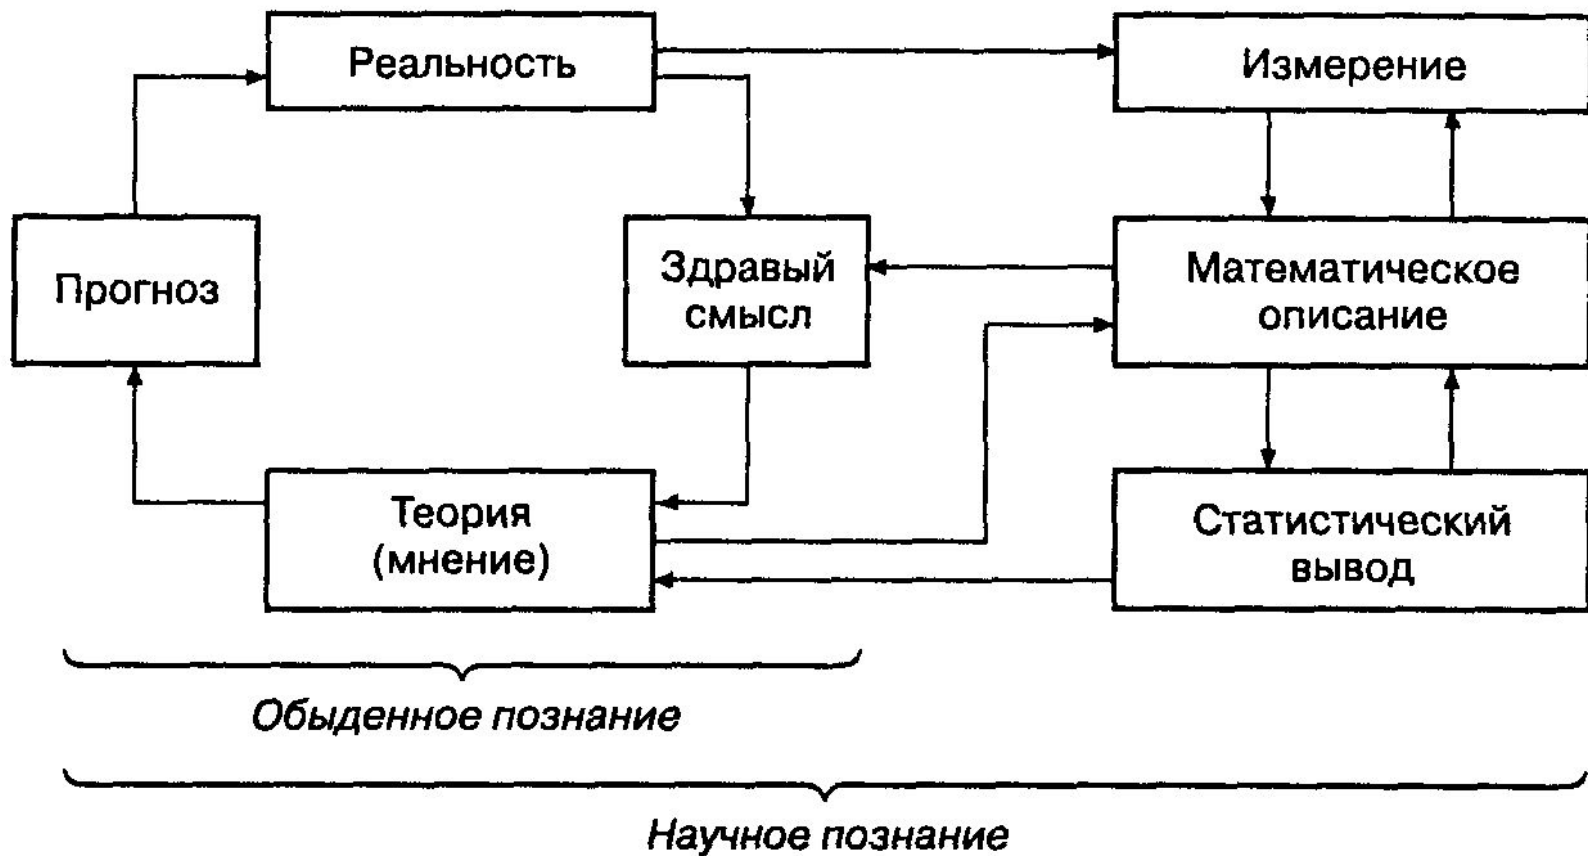 Реальность
Измерение
Прогноз
Здравый
смысл
Математическое
описание
Теория
(мнение)
Статистический
вывод
Обыденное познание
Научное познание